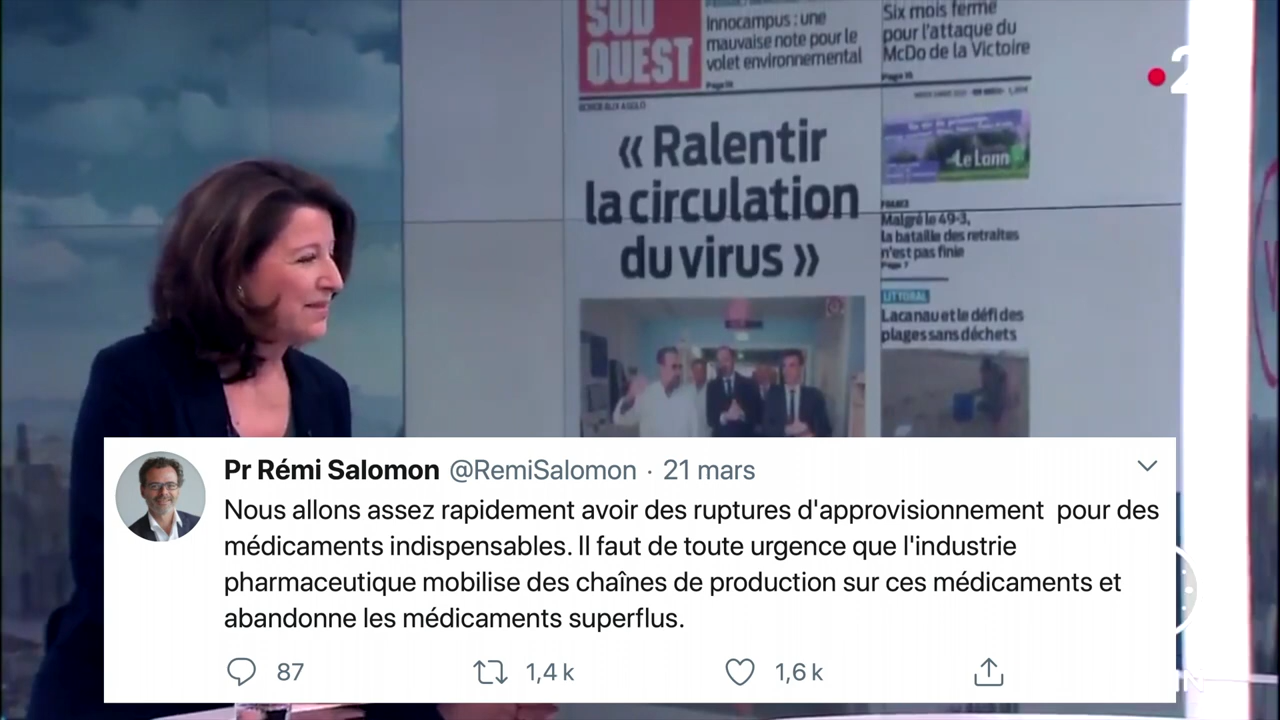 SUD
OUEST
Innocampus : une
mauvaise note pour le
volet environnemental
Six mois ferme
pour l'attaque du
McDo de la Victoire
« Ralentir
la circulation
du virus »
Le Lann
Malgré le 49-3,
la bataille des retraites
n'est pas finie
Page 7
LITTORAL
Lacanau et le défi des
plages sans déchets
2
Pr Rémi Salomon @RemiSalomon · 21 mars
Nous allons assez rapidement avoir des ruptures d'approvisionnement pour des
médicaments indispensables. Il faut de toute urgence que l'industrie
pharmaceutique mobilise des chaînes de production sur ces médicaments et
abandonne les médicaments superflus.
87 1,4 k 1,6 k